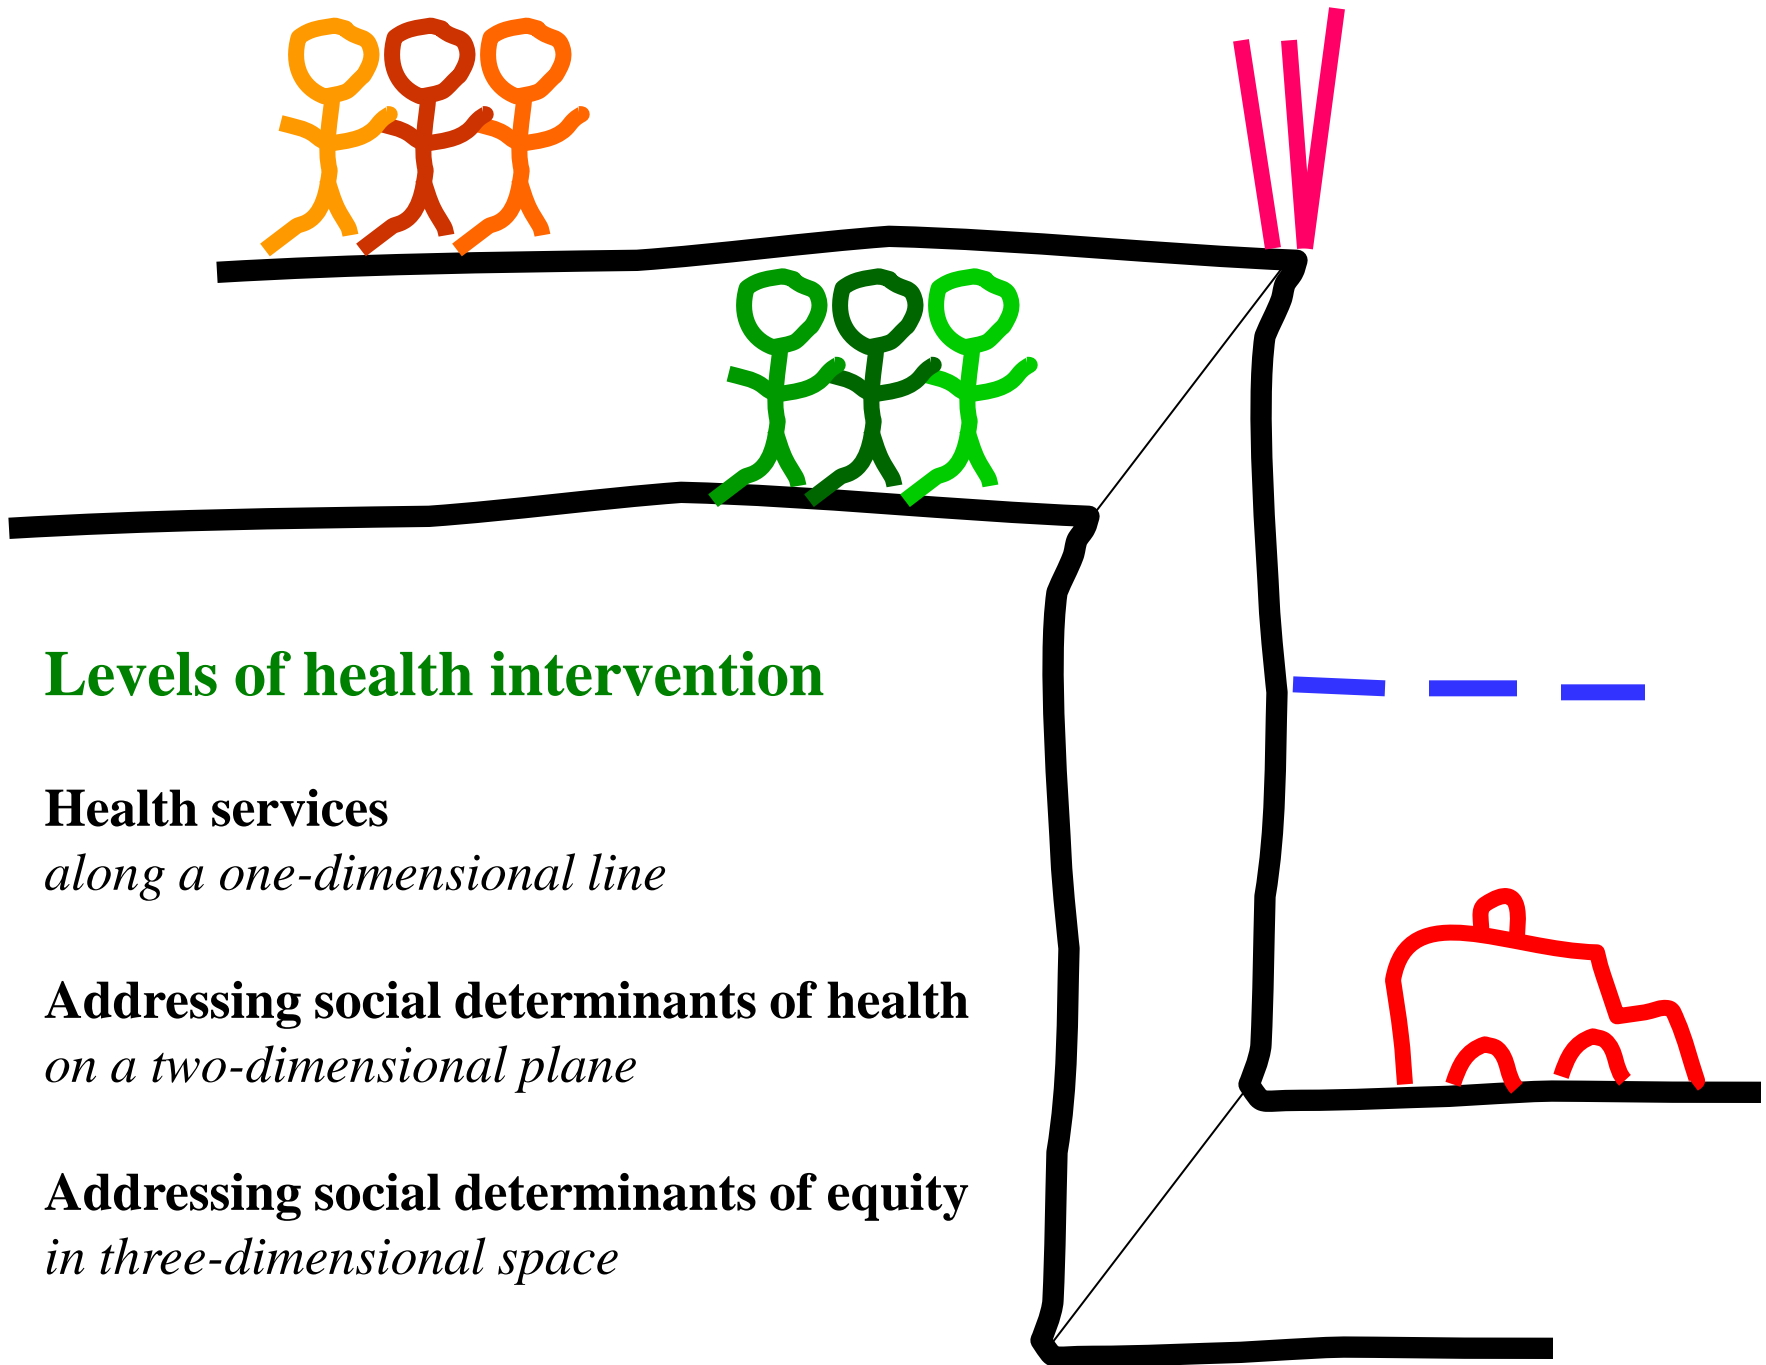 Levels of health intervention
Health services
along a one-dimensional line
Addressing social determinants of health
on a two-dimensional plane
Addressing social determinants of equity
in three-dimensional space